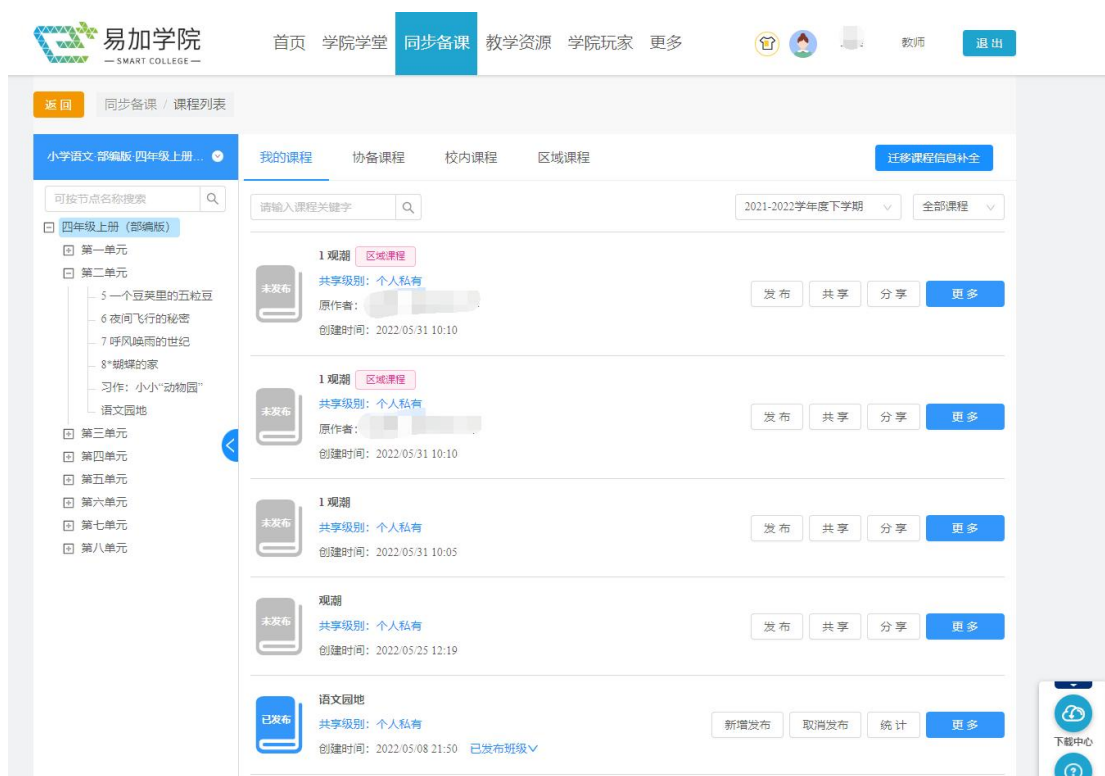 易加学院
— SMART COLLEGE —
首页 学院学堂 同步备课 教学资源 学院玩家 更多
教师
退出
返回
同步备课 / 课程列表
小学语文·部编版·四年级上册...
可按节点名称搜索
四年级上册（部编版）
第一单元
第二单元
5 一个豆荚里的五粒豆
6 夜间飞行的秘密
7 呼风唤雨的世纪
8*蝴蝶的家
习作：小小“动物园”
语文园地
第三单元
第四单元
第五单元
第六单元
第七单元
第八单元
我的课程 协备课程 校内课程 区域课程
迁移课程信息补全
请输入课程关键字
2021-2022学年度下学期
全部课程
未发布
1 观潮 区域课程
共享级别：个人私有
原作者：
创建时间：2022/05/31 10:10
发布 共享 分享 更多
未发布
1 观潮 区域课程
共享级别：个人私有
原作者：
创建时间：2022/05/31 10:10
发布 共享 分享 更多
未发布
1 观潮
共享级别：个人私有
创建时间：2022/05/31 10:05
发布 共享 分享 更多
未发布
观潮
共享级别：个人私有
创建时间：2022/05/25 12:19
发布 共享 分享 更多
已发布
语文园地
共享级别：个人私有
创建时间：2022/05/08 21:50 已发布班级
新增发布 取消发布 统计 更多
下载中心